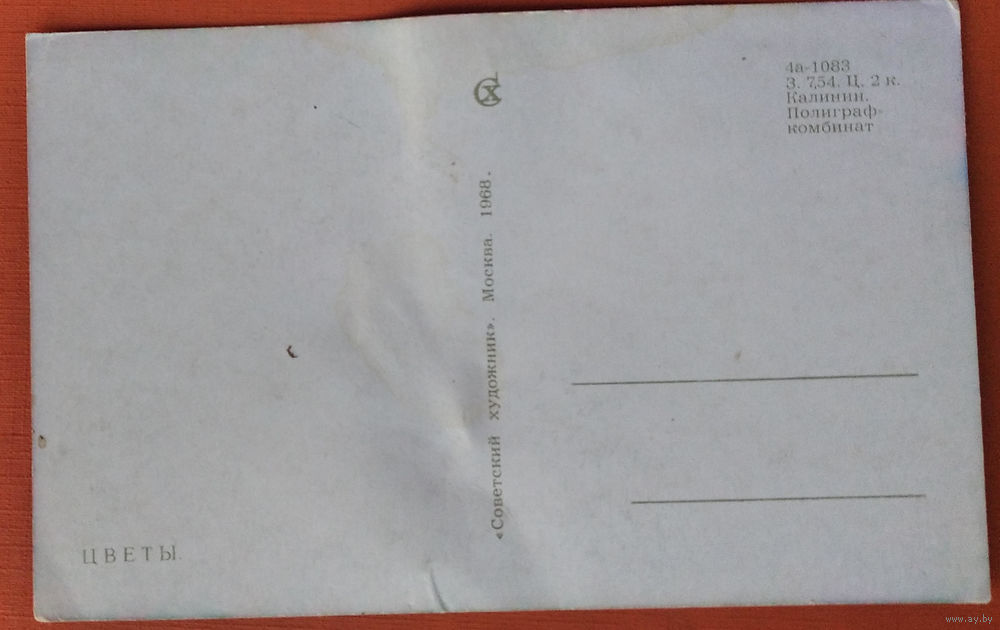 4а-1083
З. 754. Ц. 2 к.
Калинин.
Полиграф-
комбинат
«Советский художник». Москва. 1968.
ЦВЕТЫ.
www.ay.by